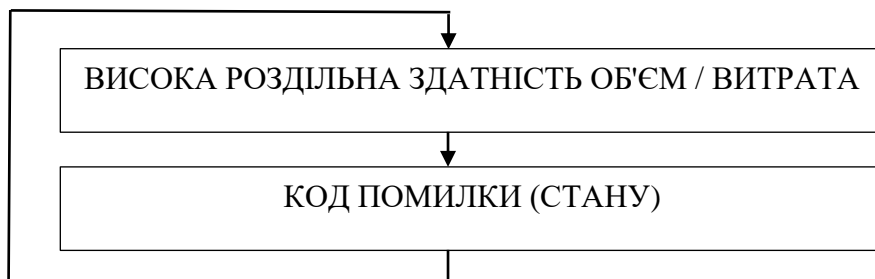 ВИСОКА РОЗДІЛЬНА ЗДАТНІСТЬ ОБ'ЄМ / ВИТРАТА
КОД ПОМИЛКИ (СТАНУ)